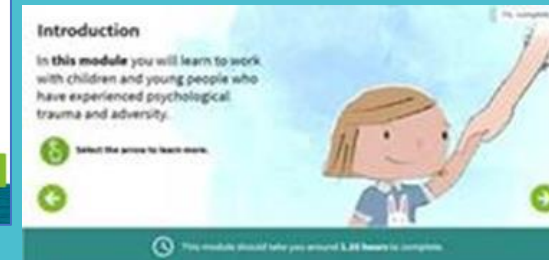 Introduction
In this module you will learn to work
with children and young people who
have experienced psychological
trauma and adversity.
Select the arrow to learn more.
This module should take you around 1.30 hours to complete.